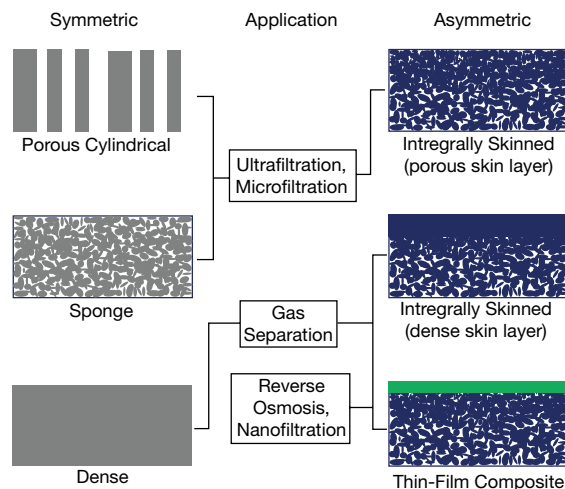 Symmetric
Application
Asymmetric
Porous Cylindrical
Ultrafiltration,
Microfiltration
Intregrally Skinned
(porous skin layer)
Sponge
Gas
Separation
Intregrally Skinned
(dense skin layer)
Reverse
Osmosis,
Nanofiltration
Dense
Thin-Film Composite